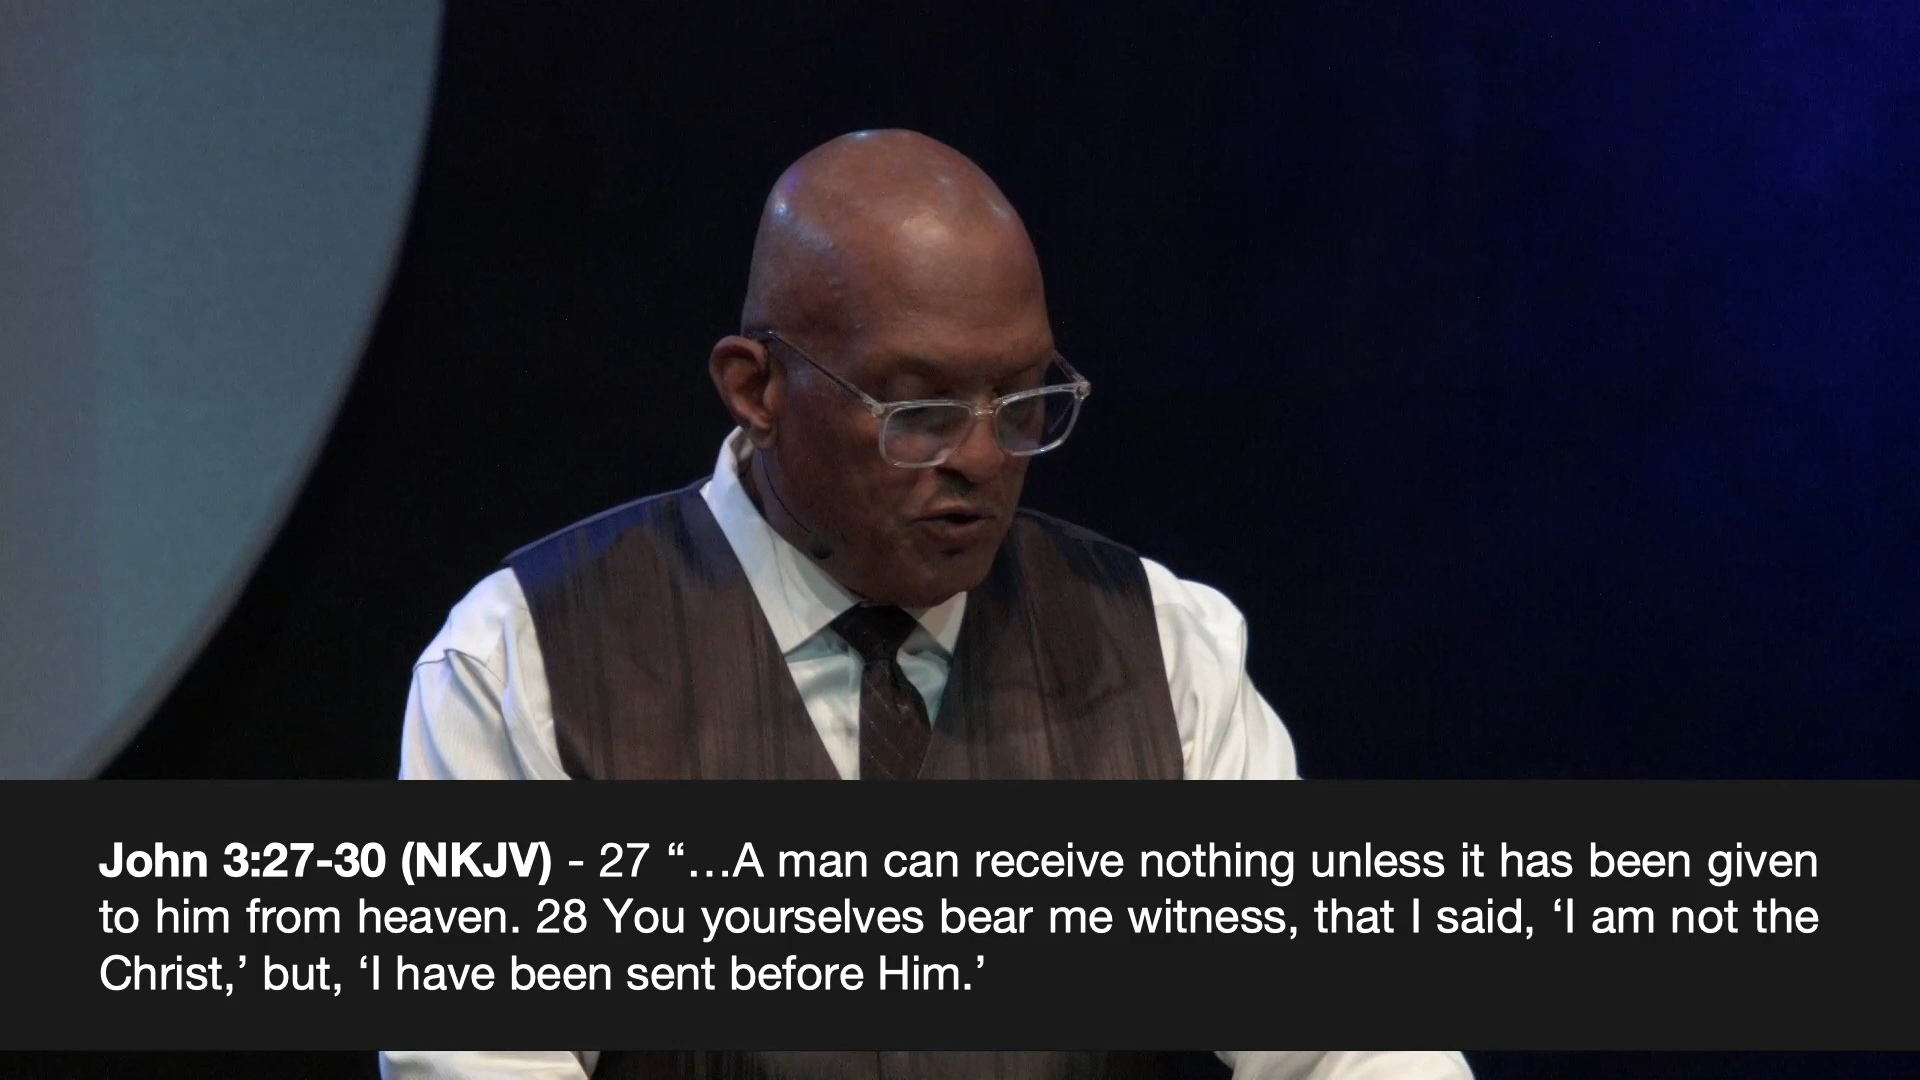 John 3:27-30 (NKJV) - 27 “…A man can receive nothing unless it has been given
to him from heaven. 28 You yourselves bear me witness, that I said, ‘I am not the
Christ,’ but, ‘I have been sent before Him.’